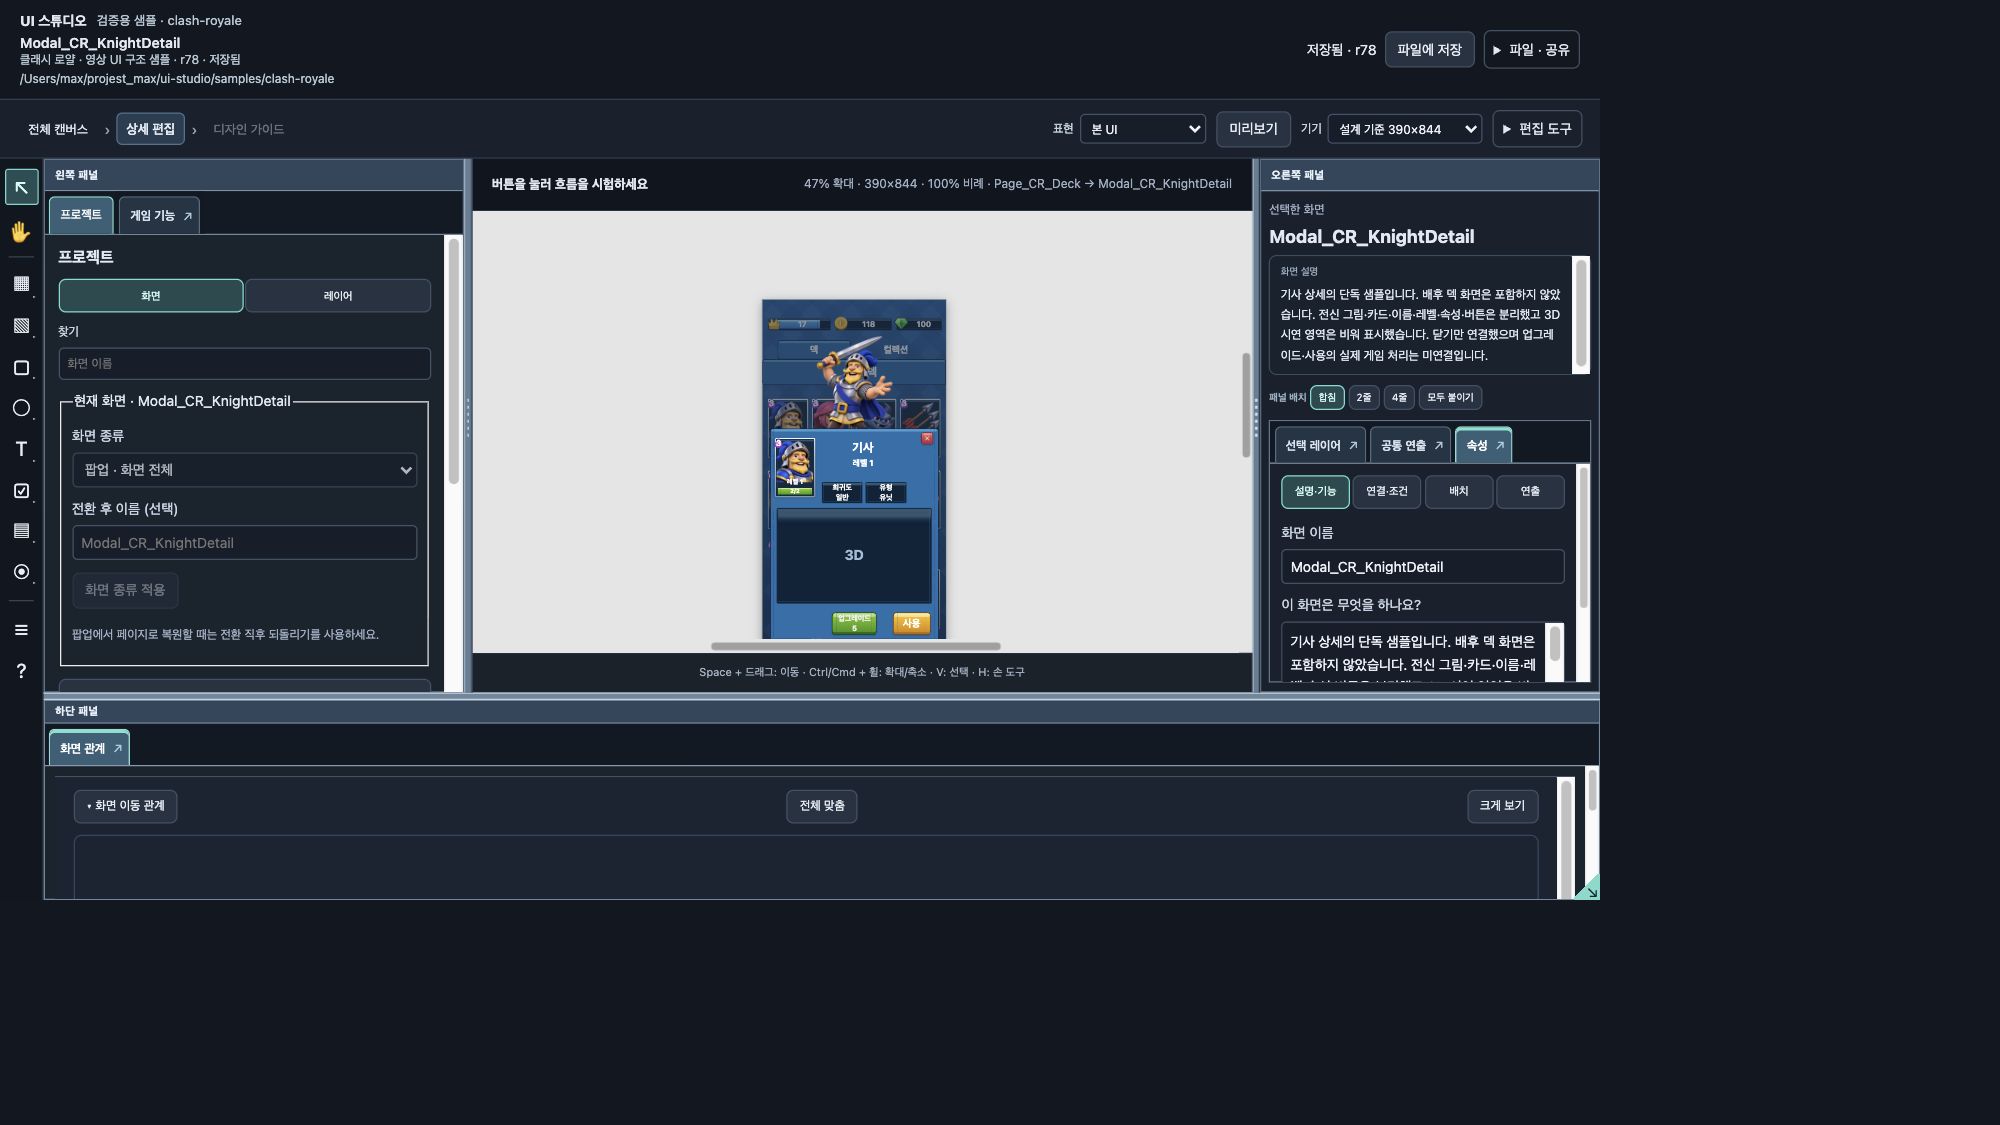 UI 스튜디오 검증용 샘플 · clash-royale
Modal_CR_KnightDetail
클래시 로얄 · 영상 UI 구조 샘플 · r78 · 저장됨
/Users/max/projest_max/ui-studio/samples/clash-royale
저장됨 · r78
파일에 저장
▶ 파일 · 공유
전체 캔버스 › 상세 편집 › 디자인 가이드
표현 본 UI
미리보기
기기 설계 기준 390×844
▶ 편집 도구
왼쪽 패널
프로젝트
게임 기능 ↗
프로젝트
화면
레이어
찾기
화면 이름
현재 화면 · Modal_CR_KnightDetail
화면 종류
팝업 · 화면 전체
전환 후 이름 (선택)
Modal_CR_KnightDetail
화면 종류 적용
팝업에서 페이지로 복원할 때는 전환 직후 되돌리기를 사용하세요.
T
?
버튼을 눌러 흐름을 시험하세요
47% 확대 · 390×844 · 100% 비례 · Page_CR_Deck → Modal_CR_KnightDetail
17
118
100
덱
컬렉션
덱
기사
레벨 1
희귀도
일반
유형
유닛
3
레벨 1
2/2
3D
업그레이드
5
사용
Space + 드래그: 이동 · Ctrl/Cmd + 휠: 확대/축소 · V: 선택 · H: 손 도구
오른쪽 패널
선택한 화면
Modal_CR_KnightDetail
화면 설명
기사 상세의 단독 샘플입니다. 배후 덱 화면은 포함하지 않았
습니다. 전신 그림·카드·이름·레벨·속성·버튼은 분리했고 3D
시연 영역은 비워 표시했습니다. 닫기만 연결했으며 업그레
이드·사용의 실제 게임 처리는 미연결입니다.
패널 배치 합침 2줄 4줄 모두 붙이기
선택 레이어 ↗
공통 연출 ↗
속성 ↗
설명·기능
연결·조건
배치
연출
화면 이름
Modal_CR_KnightDetail
이 화면은 무엇을 하나요?
기사 상세의 단독 샘플입니다. 배후 덱 화면은
포함하지 않았습니다. 전신 그림·카드·이름·레
하단 패널
화면 관계 ↗
▾ 화면 이동 관계
전체 맞춤
크게 보기